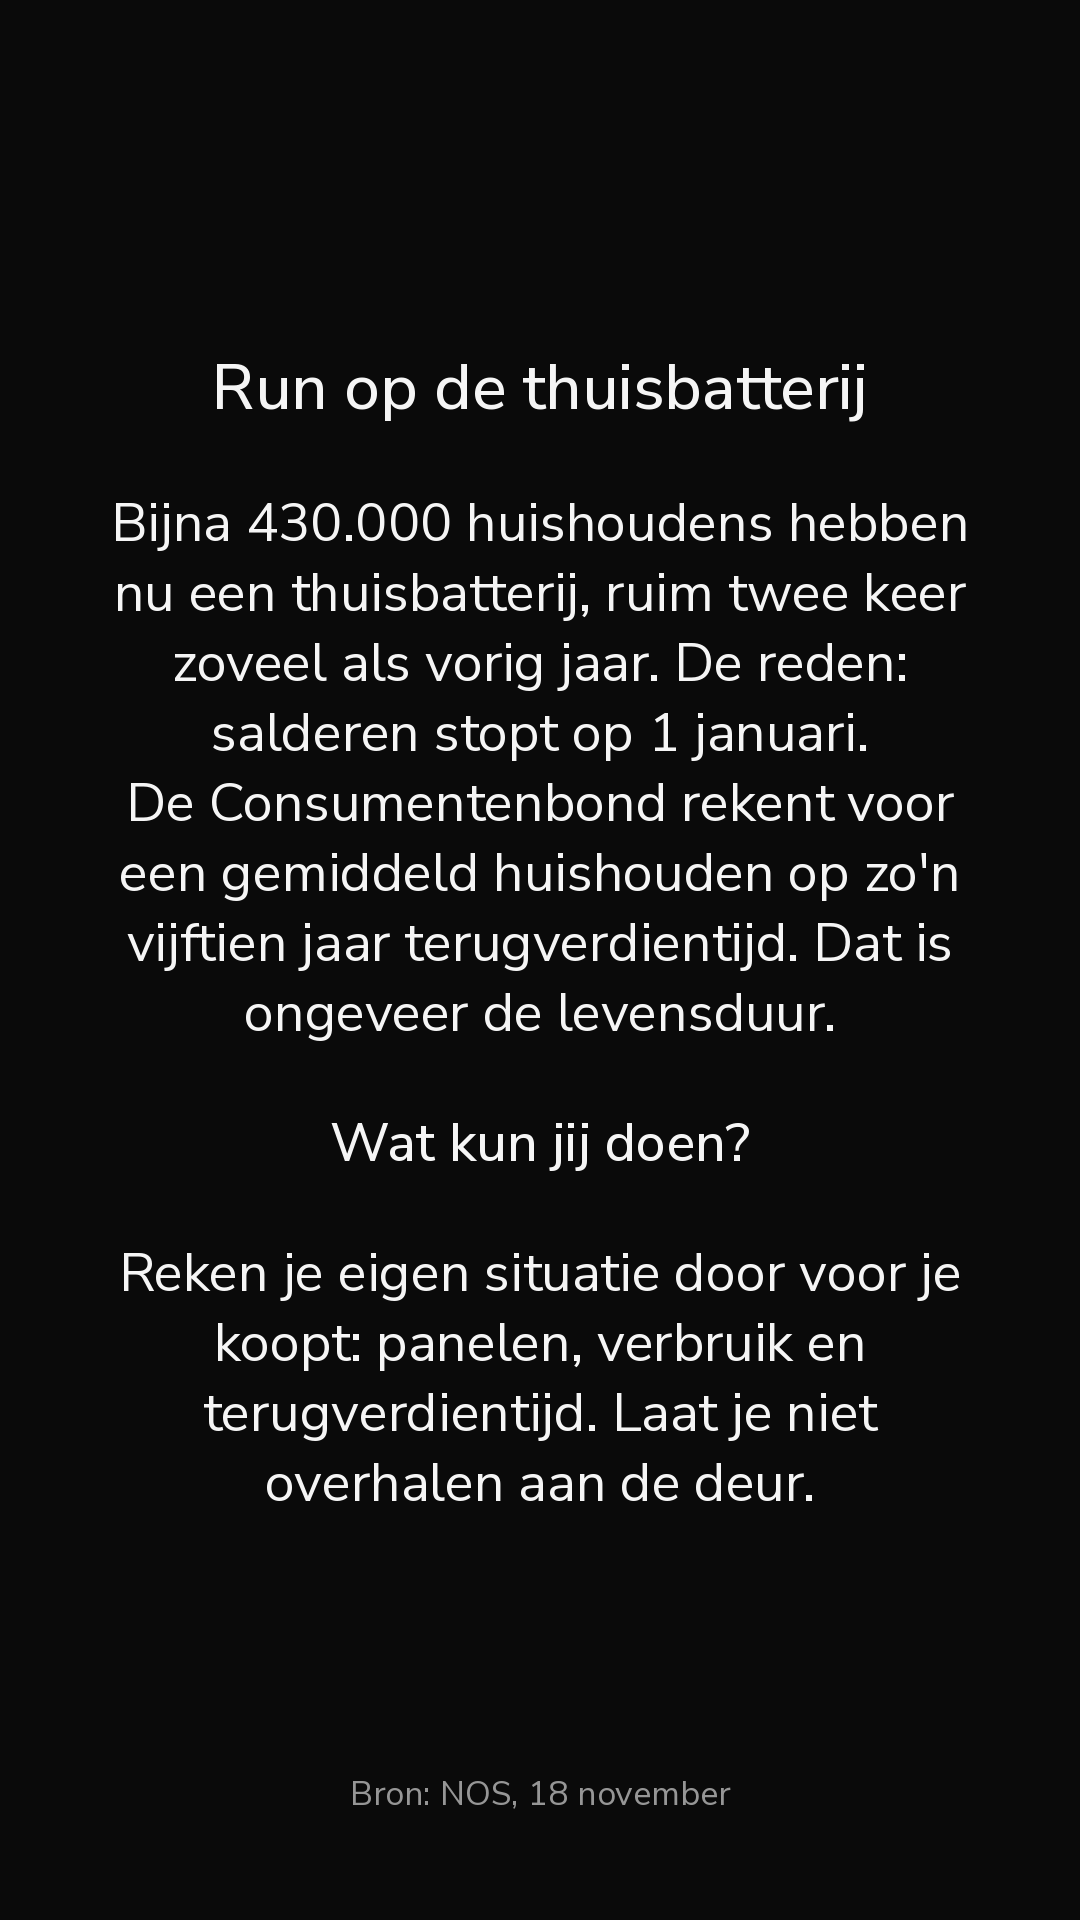 Run op de thuisbatterij
Bijna 430.000 huishoudens hebben
nu een thuisbatterij, ruim twee keer
zoveel als vorig jaar. De reden:
salderen stopt op 1 januari.
De Consumentenbond rekent voor
een gemiddeld huishouden op zo'n
vijftien jaar terugverdientijd. Dat is
ongeveer de levensduur.
Wat kun jij doen?
Reken je eigen situatie door voor je
koopt: panelen, verbruik en
terugverdientijd. Laat je niet
overhalen aan de deur.
Bron: NOS, 18 november